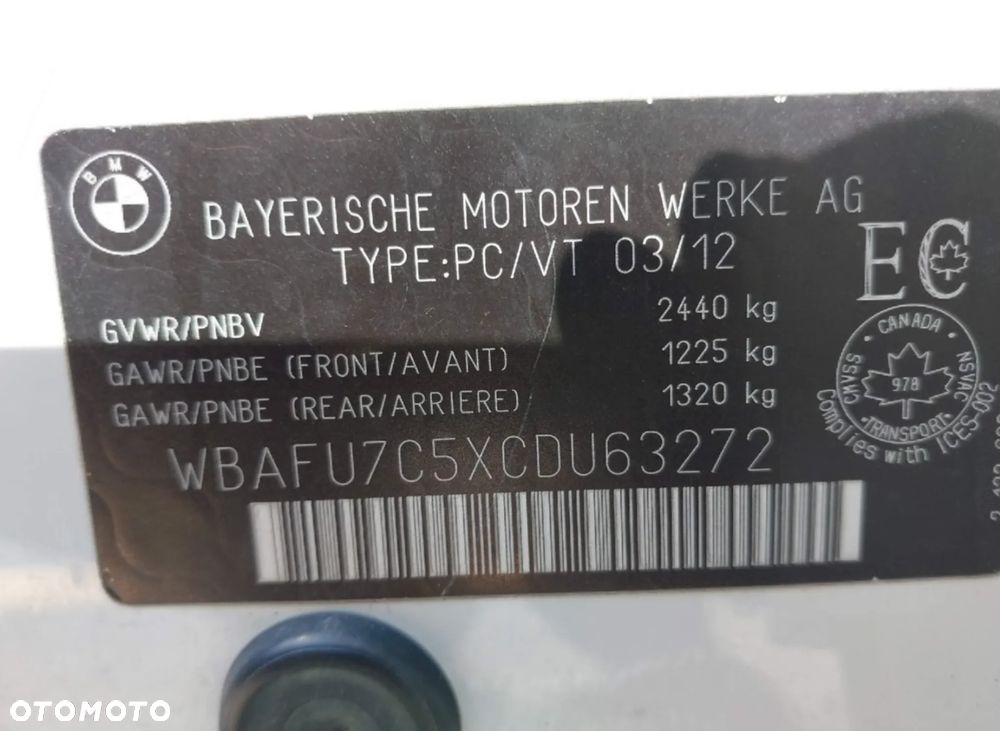 BMW
BAYERISCHE MOTOREN WERKE AG
TYPE:PC/VT 03/12
EC
GVWR/PNBV 2440 kg
GAWR/PNBE (FRONT/AVANT) 1225 kg
GAWR/PNBE (REAR/ARRIERE) 1320 kg
CANADA
SVAC NSVAC
978
TRANSPORT
Complies with ICES-002
WBAFU7C5XCDU63272
OTOMOTO